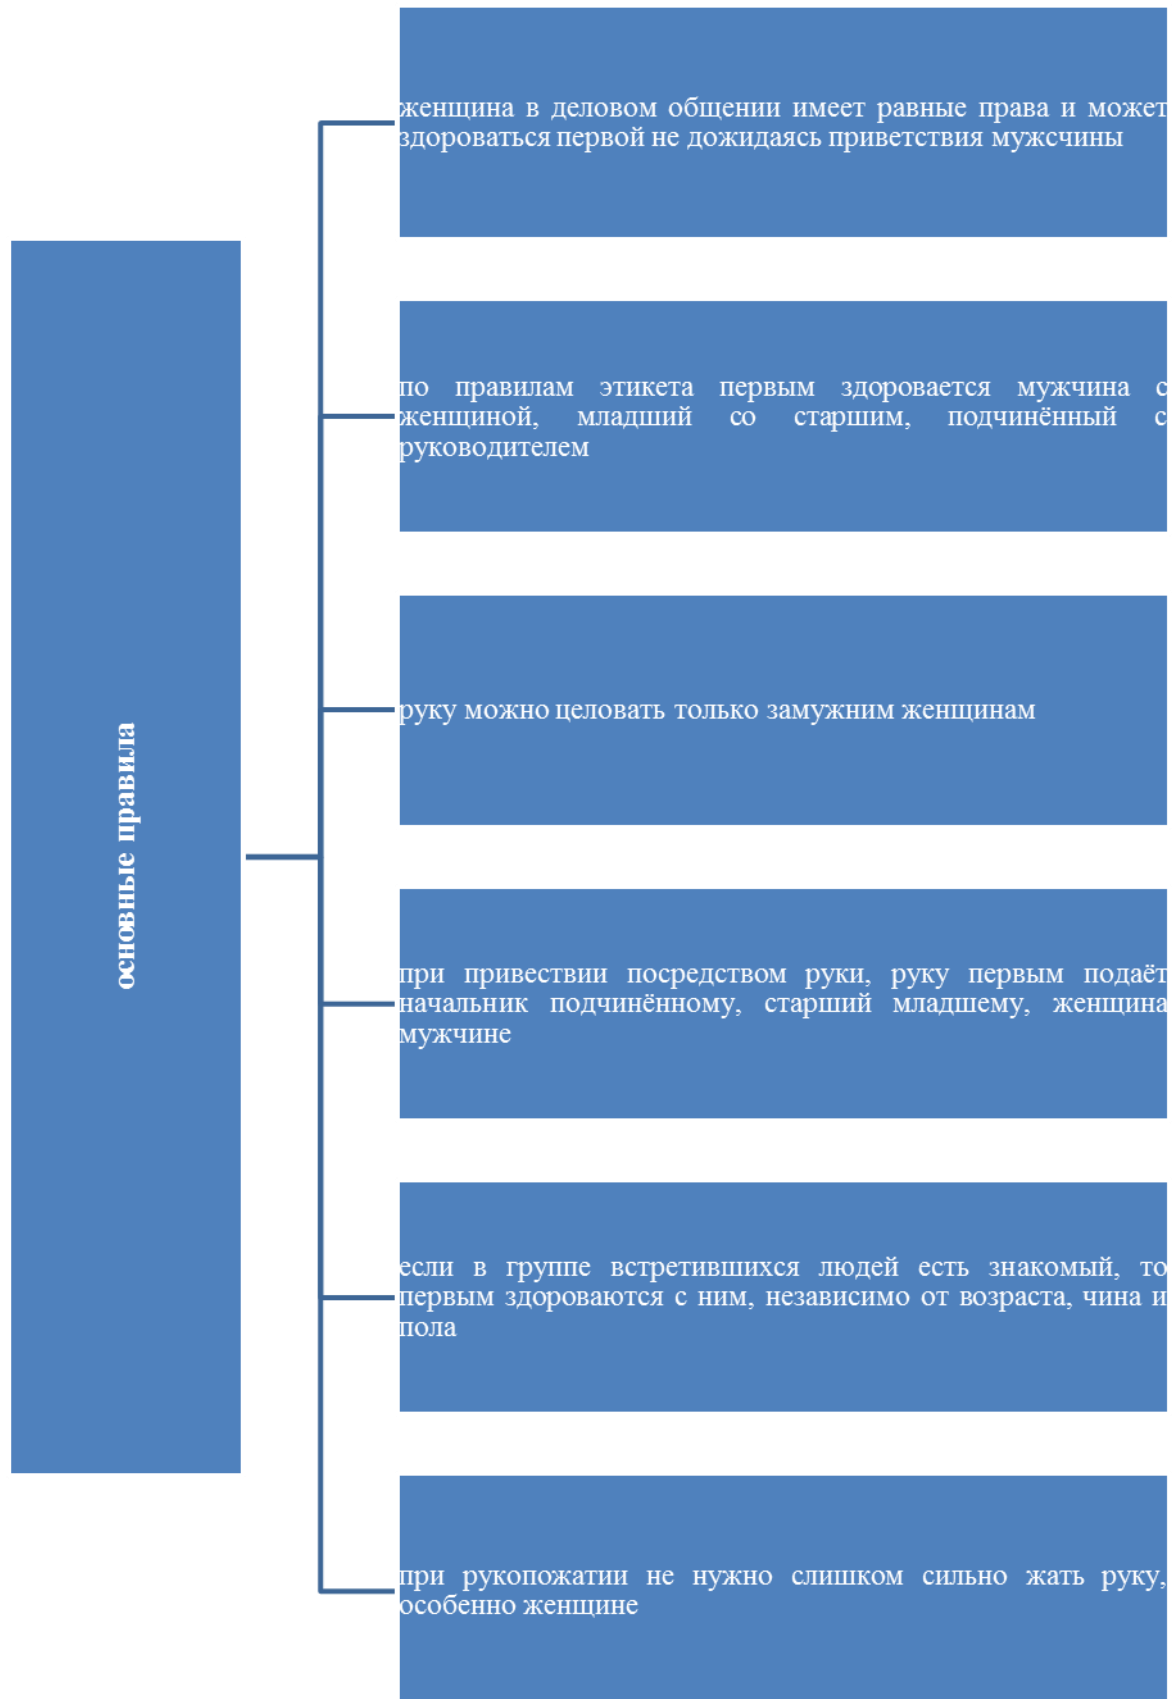 основные правила
женщина в деловом общении имеет равные права и может
здороваться первой не дожидаясь приветствия мужсчины
по правилам этикета первым здоровается мужчина с
женщиной, младший со старшим, подчинённый с
руководителем
руку можно целовать только замужним женщинам
при привествии посредством руки, руку первым подаёт
начальник подчинённому, старший младшему, женщина
мужчине
если в группе встретившихся людей есть знакомый, то
первым здороваются с ним, независимо от возраста, чина и
пола
при рукопожатии не нужно слишком сильно жать руку,
особенно женщине